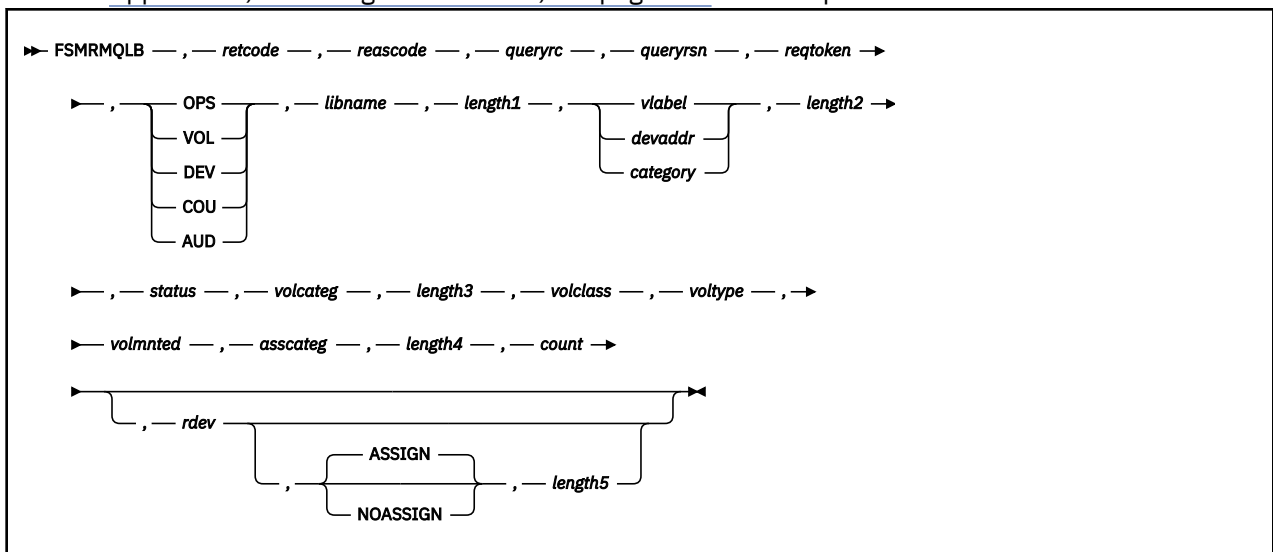 FSMRMQLB , retcode , reascode , queryrc , queryrsn , reqtoken
, OPS , libname , length1 , vlabel , length2
VOL devaddr
DEV category
COU
AUD
, status , volcateg , length3 , volclass , voltype ,
volmnted , asscateg , length4 , count
, rdev
ASSIGN
, , length5
NOASSIGN